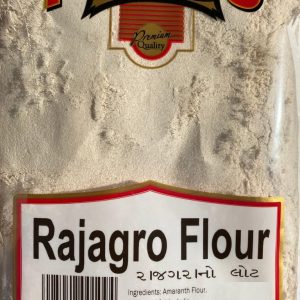 Premium
Quality
Rajagro Flour
રાજગરાનો લોટ
Ingredients: Amaranth Flour.